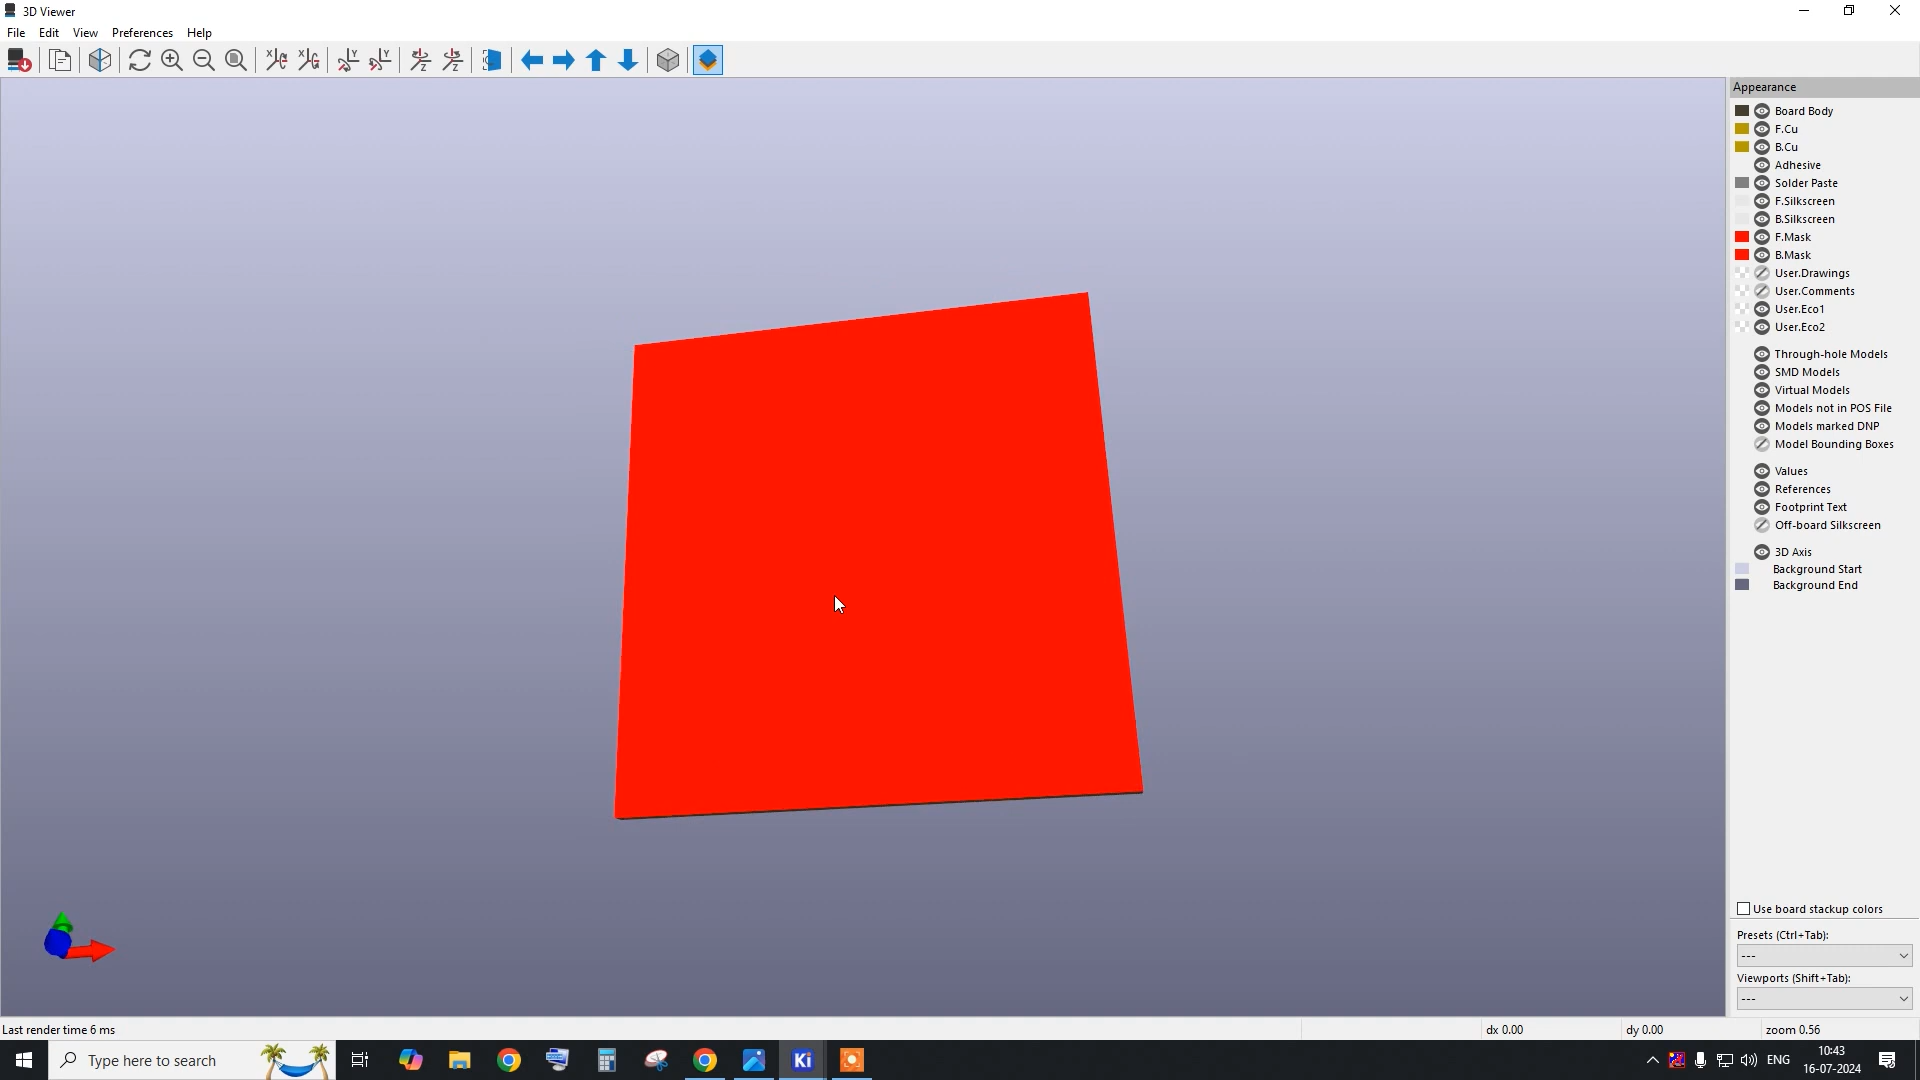 3D Viewer
File Edit View Preferences Help
Appearance
Board Body
F.Cu
B.Cu
Adhesive
Solder Paste
F.Silkscreen
B.Silkscreen
F.Mask
B.Mask
User.Drawings
User.Comments
User.Eco1
User.Eco2
Through-hole Models
SMD Models
Virtual Models
Models not in POS File
Models marked DNP
Model Bounding Boxes
Values
References
Footprint Text
Off-board Silkscreen
3D Axis
Background Start
Background End
Use board stackup colors
Presets (Ctrl+Tab):
---
Viewports (Shift+Tab):
---
Last render time 6 ms dx 0.00 dy 0.00 zoom 0.56
Type here to search Ki ENG 10:43
16-07-2024